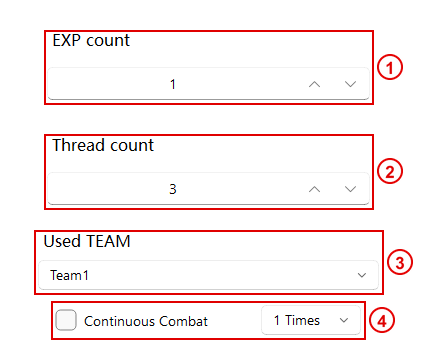 EXP count
1
1
Thread count
3
2
Used TEAM
Team1
3
Continuous Combat 1 Times
4